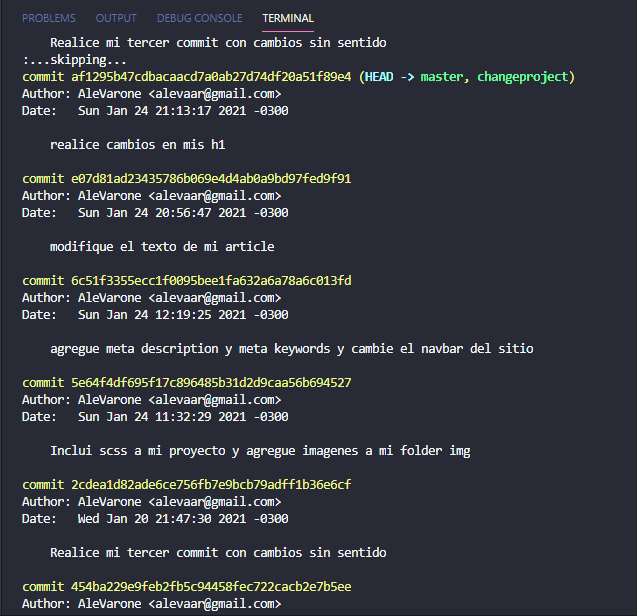 PROBLEMS OUTPUT DEBUG CONSOLE TERMINAL
Realice mi tercer commit con cambios sin sentido
:...skipping...
commit af1295b47cdbacaacd7a0ab27d74df20a51f89e4 (HEAD -> master, changeproject)
Author: AleVarone <alevaar@gmail.com>
Date: Sun Jan 24 21:13:17 2021 -0300
realice cambios en mis h1
commit e07d81ad23435786b069e4d4ab0a9bd97fed9f91
Author: AleVarone <alevaar@gmail.com>
Date: Sun Jan 24 20:56:47 2021 -0300
modifique el texto de mi article
commit 6c51f3355ecc1f0095bee1fa632a6a78a6c013fd
Author: AleVarone <alevaar@gmail.com>
Date: Sun Jan 24 12:19:25 2021 -0300
agregue meta description y meta keywords y cambie el navbar del sitio
commit 5e64f4df695f17c896485b31d2d9caa56b694527
Author: AleVarone <alevaar@gmail.com>
Date: Sun Jan 24 11:32:29 2021 -0300
Inclui scss a mi proyecto y agregue imagenes a mi folder img
commit 2cdea1d82ade6ce756fb7e9bcb79adff1b36e6cf
Author: AleVarone <alevaar@gmail.com>
Date: Wed Jan 20 21:47:30 2021 -0300
Realice mi tercer commit con cambios sin sentido
commit 454ba229e9feb2fb5c94458fec722cacb2e7b5ee
Author: AleVarone <alevaar@gmail.com>